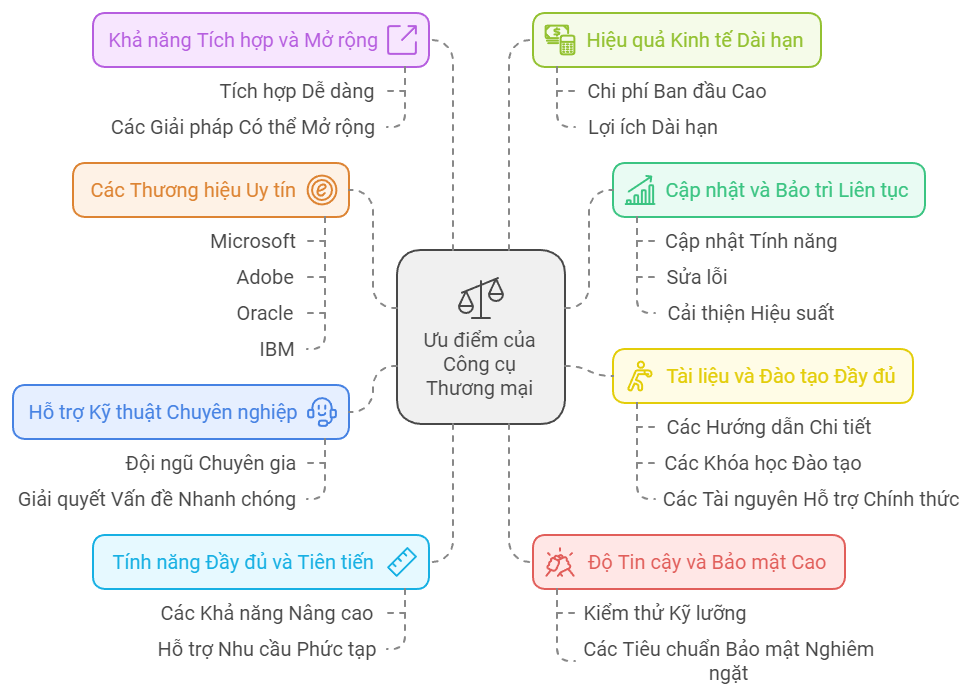 Khả năng Tích hợp và Mở rộng
Tích hợp Dễ dàng
Các Giải pháp Có thể Mở rộng
Các Thương hiệu Uy tín
Microsoft
Adobe
Oracle
IBM
Hỗ trợ Kỹ thuật Chuyên nghiệp
Đội ngũ Chuyên gia
Giải quyết Vấn đề Nhanh chóng
Tính năng Đầy đủ và Tiên tiến
Các Khả năng Nâng cao
Hỗ trợ Nhu cầu Phức tạp
Ưu điểm của
Công cụ
Thương mại
Hiệu quả Kinh tế Dài hạn
Chi phí Ban đầu Cao
Lợi ích Dài hạn
Cập nhật và Bảo trì Liên tục
Cập nhật Tính năng
Sửa lỗi
Cải thiện Hiệu suất
Tài liệu và Đào tạo Đầy đủ
Các Hướng dẫn Chi tiết
Các Khóa học Đào tạo
Các Tài nguyên Hỗ trợ Chính thức
Độ Tin cậy và Bảo mật Cao
Kiểm thử Kỹ lưỡng
Các Tiêu chuẩn Bảo mật Nghiêm
ngặt